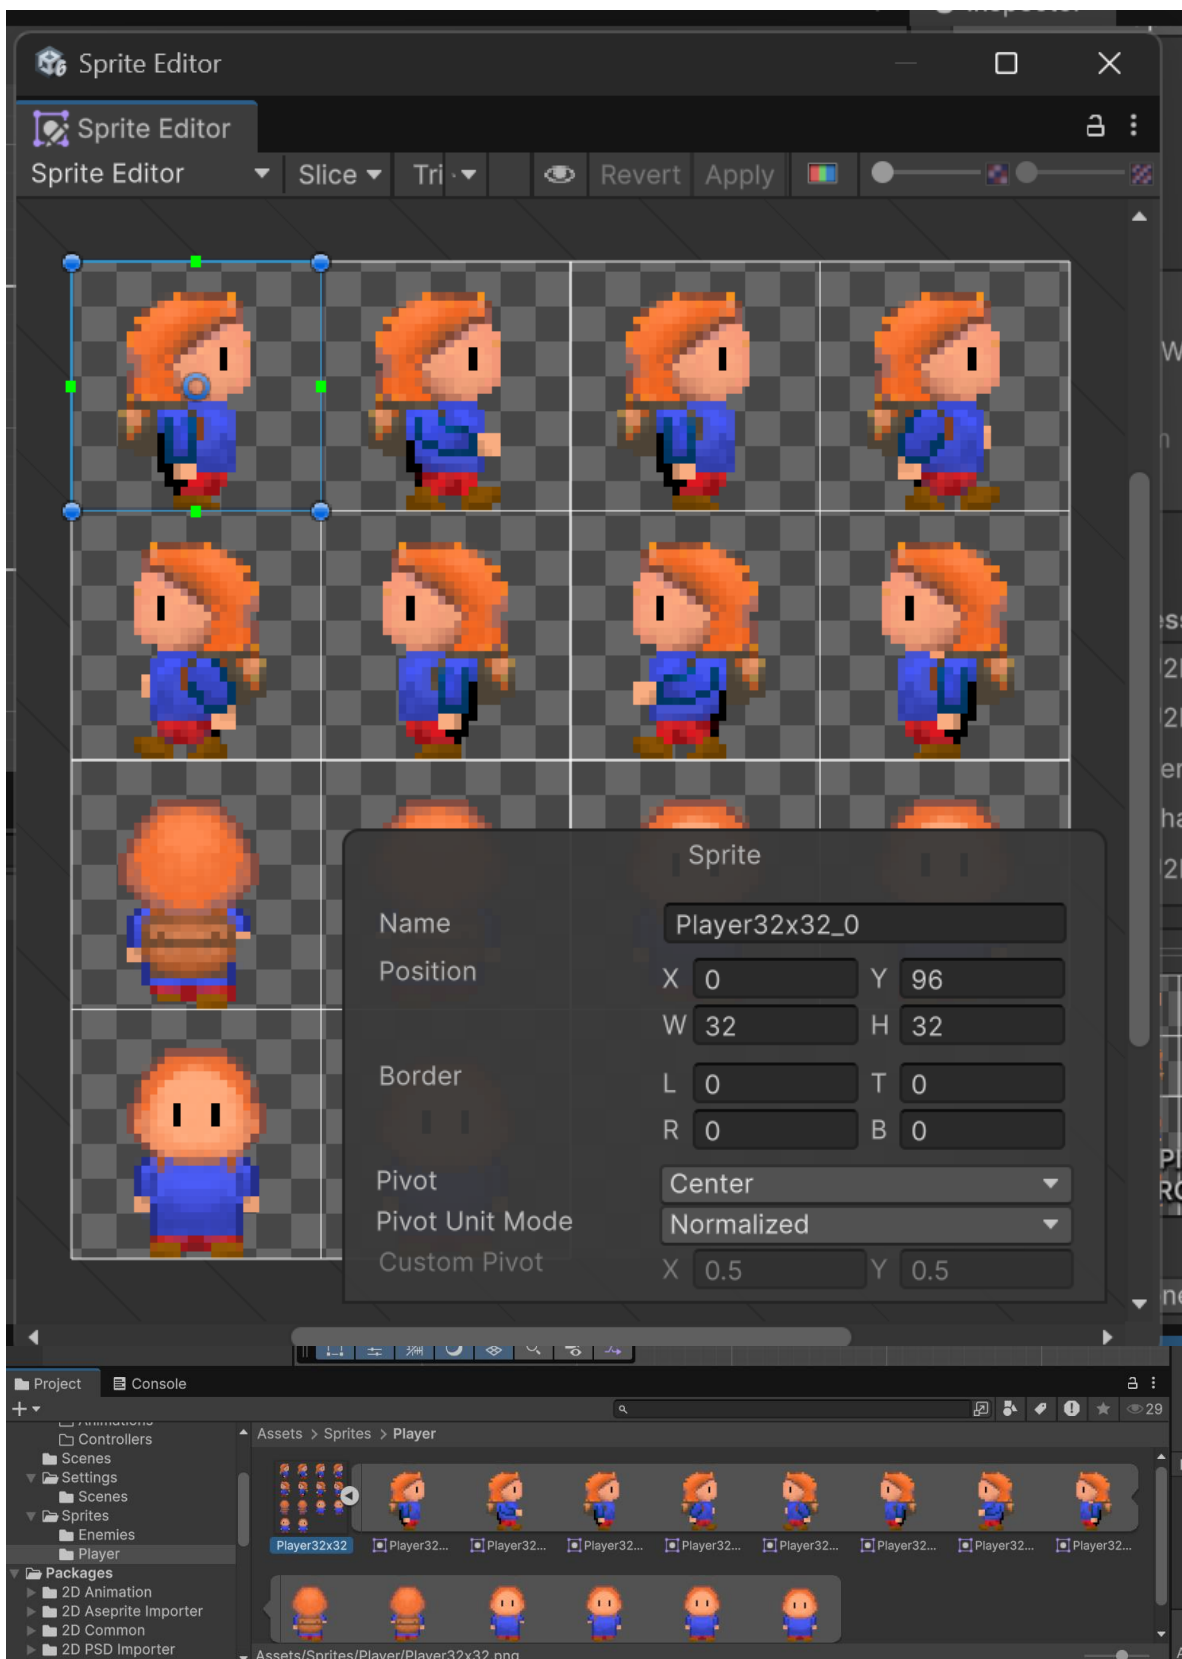 Sprite Editor
Sprite Editor
Sprite Editor Slice Tri Revert Apply
Sprite
Name Player32x32_0
Position X 0 Y 96
W 32 H 32
Border L 0 T 0
R 0 B 0
Pivot Center
Pivot Unit Mode Normalized
Custom Pivot X 0.5 Y 0.5
Project Console
29
Animations
Controllers
Scenes
Settings
Scenes
Sprites
Enemies
Player
Packages
2D Animation
2D Aseprite Importer
2D Common
2D PSD Importer
Assets > Sprites > Player
Player32x32 Player32... Player32... Player32... Player32... Player32... Player32... Player32... Player32...
Assets/Sprites/Player/Player32x32.png